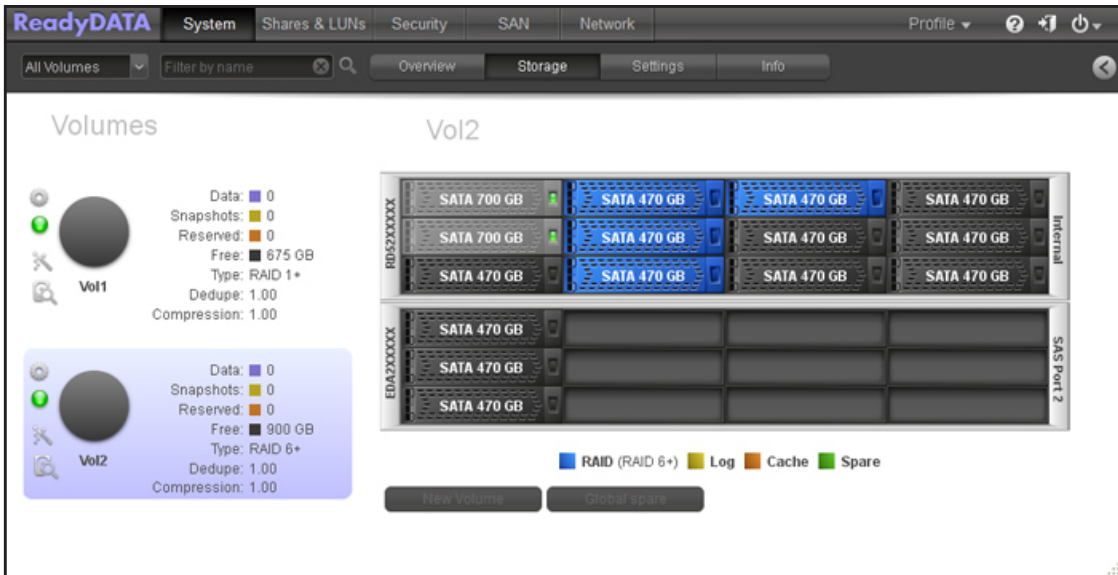 ReadyDATA System Shares & LUNs Security SAN Network Profile
All Volumes Filter by name Overview Storage Settings Info
Volumes
Data: 0
Snapshots: 0
Reserved: 0
Free: 675 GB
Type: RAID 1+
Dedupe: 1.00
Compression: 1.00
Vol1
Data: 0
Snapshots: 0
Reserved: 0
Free: 900 GB
Type: RAID 6+
Dedupe: 1.00
Compression: 1.00
Vol2
Vol2
RD52XXXXX
SATA 700 GB SATA 470 GB SATA 470 GB SATA 470 GB
SATA 700 GB SATA 470 GB SATA 470 GB SATA 470 GB
SATA 470 GB SATA 470 GB SATA 470 GB SATA 470 GB
Internal
EDA2XXXXX
SATA 470 GB
SATA 470 GB
SATA 470 GB
SAS Port 2
RAID (RAID 6+) Log Cache Spare
New Volume Global spare